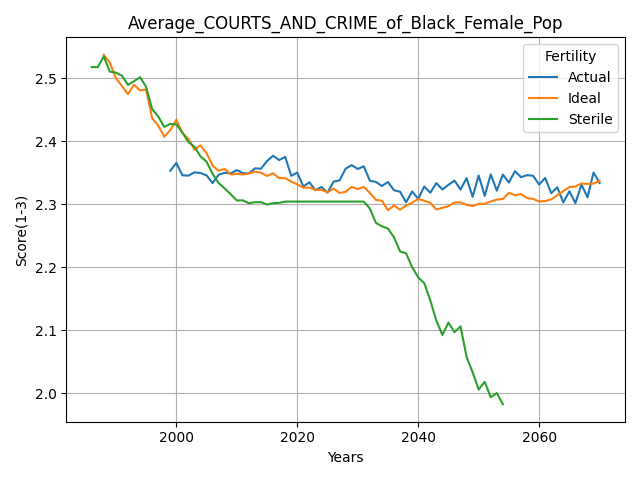 Average_COURTS_AND_CRIME_of_Black_Female_Pop
Fertility
Actual
Ideal
Sterile
Score(1-3)
2.5
2.4
2.3
2.2
2.1
2.0
2000 2020 2040 2060
Years